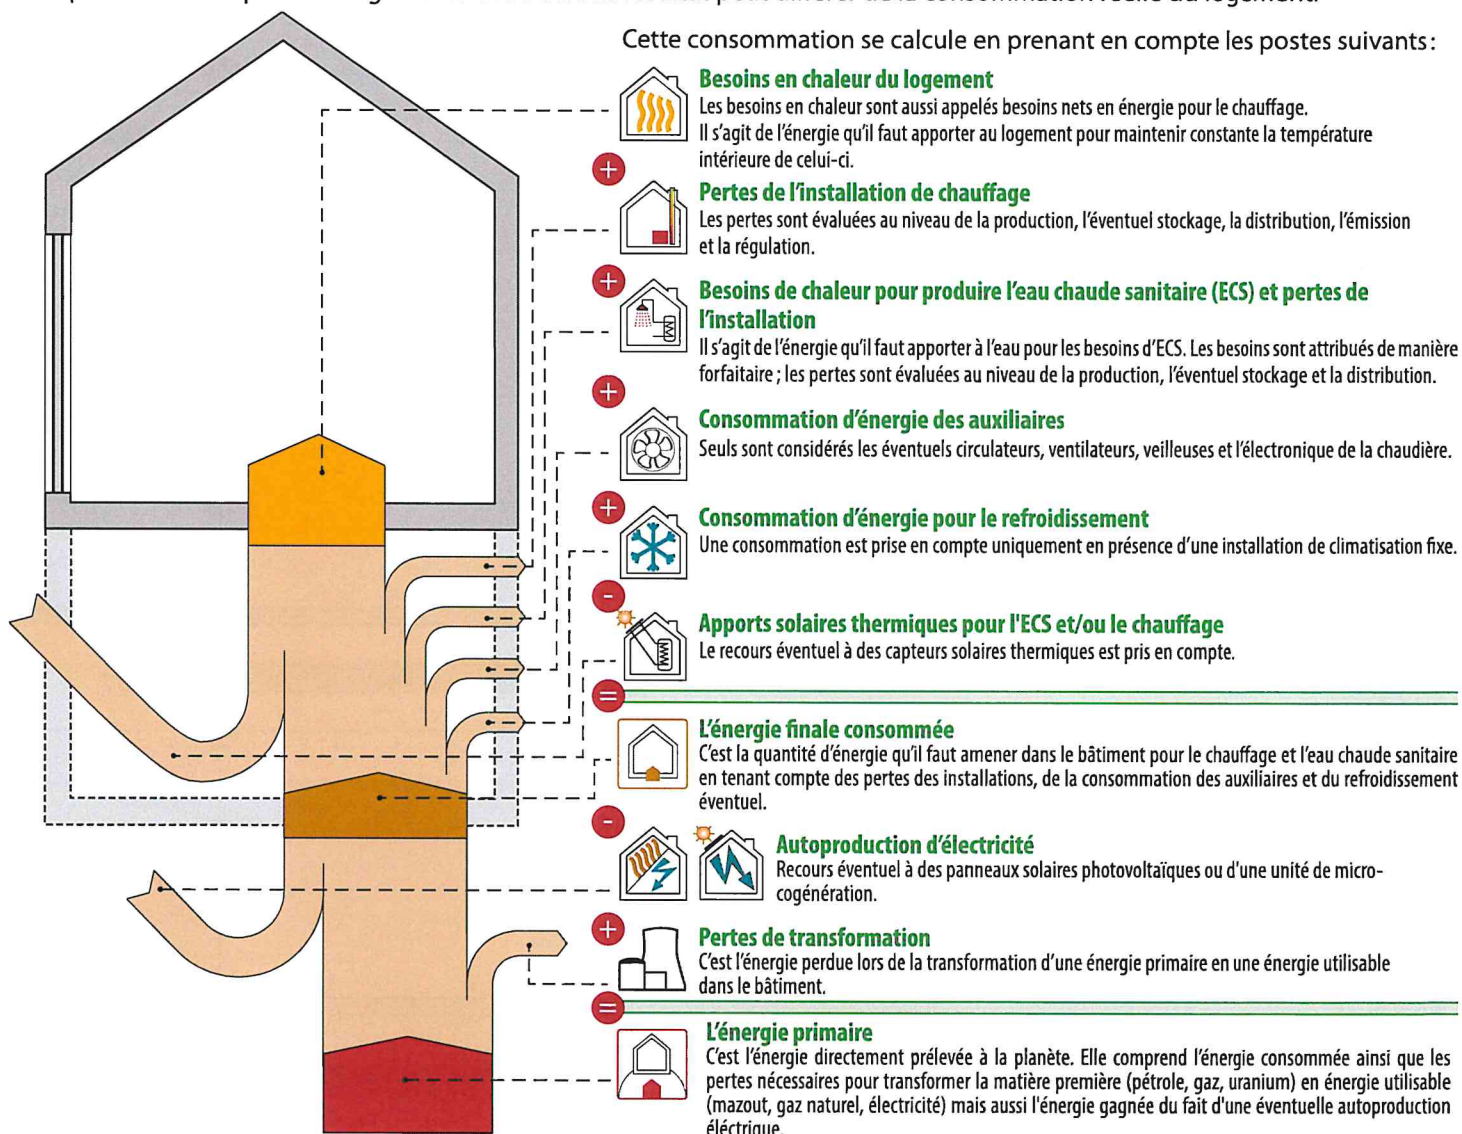 Cette consommation se calcule en prenant en compte les postes suivants :
Besoins en chaleur du logement
Les besoins en chaleur sont aussi appelés besoins nets en énergie pour le chauffage.
Il s'agit de l'énergie qu'il faut apporter au logement pour maintenir constante la température
intérieure de celui-ci.
+
Pertes de l'installation de chauffage
Les pertes sont évaluées au niveau de la production, l'éventuel stockage, la distribution, l'émission
et la régulation.
+
Besoins de chaleur pour produire l'eau chaude sanitaire (ECS) et pertes de
l'installation
Il s'agit de l'énergie qu'il faut apporter à l'eau pour les besoins d'ECS. Les besoins sont attribués de manière
forfaitaire ; les pertes sont évaluées au niveau de la production, l'éventuel stockage et la distribution.
+
Consommation d'énergie des auxiliaires
Seuls sont considérés les éventuels circulateurs, ventilateurs, veilleuses et l'électronique de la chaudière.
+
Consommation d'énergie pour le refroidissement
Une consommation est prise en compte uniquement en présence d'une installation de climatisation fixe.
-
Apports solaires thermiques pour l'ECS et/ou le chauffage
Le recours éventuel à des capteurs solaires thermiques est pris en compte.
=
L'énergie finale consommée
C'est la quantité d'énergie qu'il faut amener dans le bâtiment pour le chauffage et l'eau chaude sanitaire
en tenant compte des pertes des installations, de la consommation des auxiliaires et du refroidissement
éventuel.
-
Autoproduction d'électricité
Recours éventuel à des panneaux solaires photovoltaïques ou d'une unité de micro-
cogénération.
+
Pertes de transformation
C'est l'énergie perdue lors de la transformation d'une énergie primaire en une énergie utilisable
dans le bâtiment.
=
L'énergie primaire
C'est l'énergie directement prélevée à la planète. Elle comprend l'énergie consommée ainsi que les
pertes nécessaires pour transformer la matière première (pétrole, gaz, uranium) en énergie utilisable
(mazout, gaz naturel, électricité) mais aussi l'énergie gagnée du fait d'une éventuelle autoproduction
éléctrique.